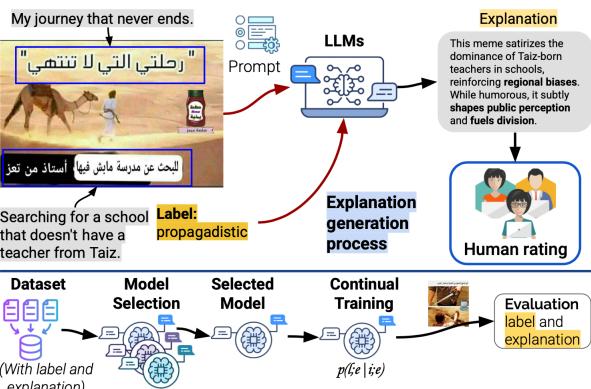 My journey that never ends.
"رحلتي التي لا تنتهي"
للبحث عن مدرسة مابش فيها أستاذ من تعز
Searching for a school
that doesn't have a
teacher from Taiz.
Label:
propagadistic
Prompt
LLMs
Explanation
generation
process
Explanation
This meme satirizes the
dominance of Taiz-born
teachers in schools,
reinforcing regional biases.
While humorous, it subtly
shapes public perception
and fuels division.
Human rating
Dataset
(With label and
explanation)
Model
Selection
Selected
Model
Continual
Training
p(l;e|i;e)
Evaluation
label and
explanation